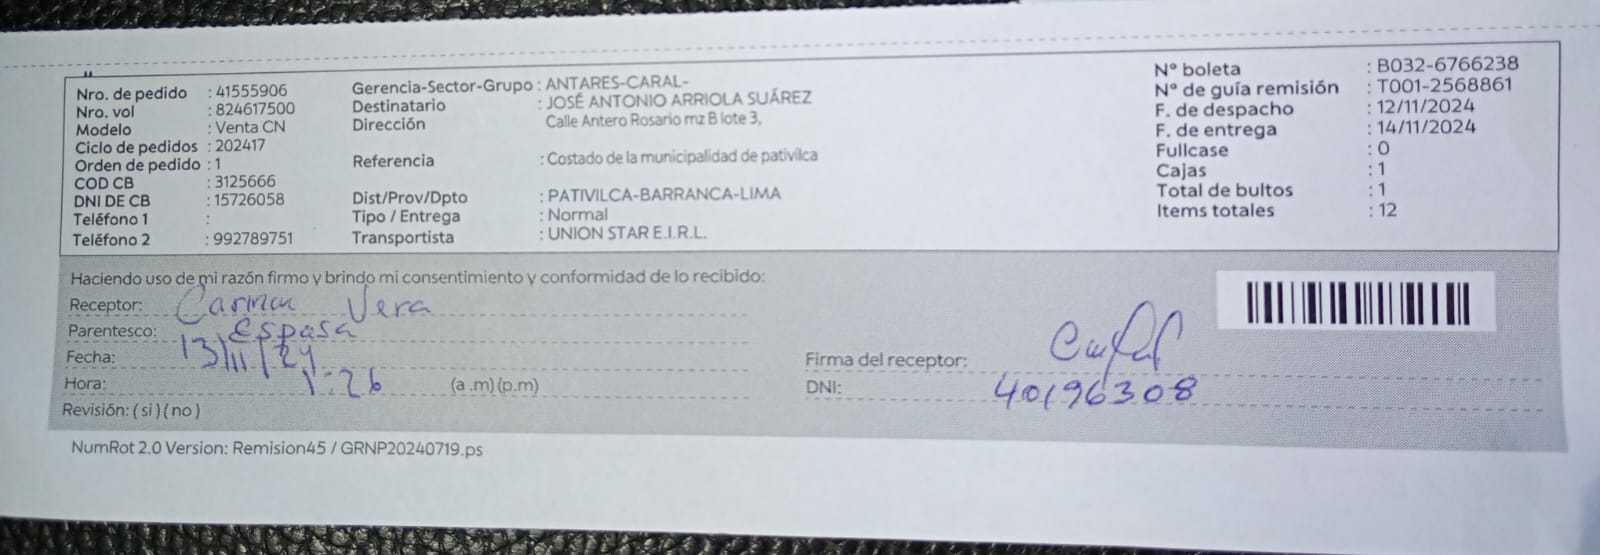 Nro. de pedido : 41555906
Nro. vol : 824617500
Modelo : Venta CN
Ciclo de pedidos : 202417
Orden de pedido : 1
COD CB : 3125666
DNI DE CB : 15726058
Teléfono 1 :
Teléfono 2 : 992789751
Gerencia-Sector-Grupo : ANTARES-CARAL-
Destinatario : JOSÉ ANTONIO ARRIOLA SUÁREZ
Dirección Calle Antero Rosario mz B lote 3,
Referencia : Costado de la municipalidad de pativilca
Dist/Prov/Dpto : PATIVILCA-BARRANCA-LIMA
Tipo / Entrega : Normal
Transportista : UNION STAR E.I.R.L.
N° boleta : B032-6766238
N° de guía remisión : T001-2568861
F. de despacho : 12/11/2024
F. de entrega : 14/11/2024
Fullcase : 0
Cajas : 1
Total de bultos : 1
Items totales : 12
Haciendo uso de mi razón firmo y brindo mi consentimiento y conformidad de lo recibido:
Receptor: Carmen Vera
Parentesco: espasa
Fecha: 13/11/24
Hora: 1:26 (a .m) (p.m)
Revisión: ( si ) ( no )
Firma del receptor:
DNI: 40196308
NumRot 2.0 Version: Remision45 / GRNP20240719.ps